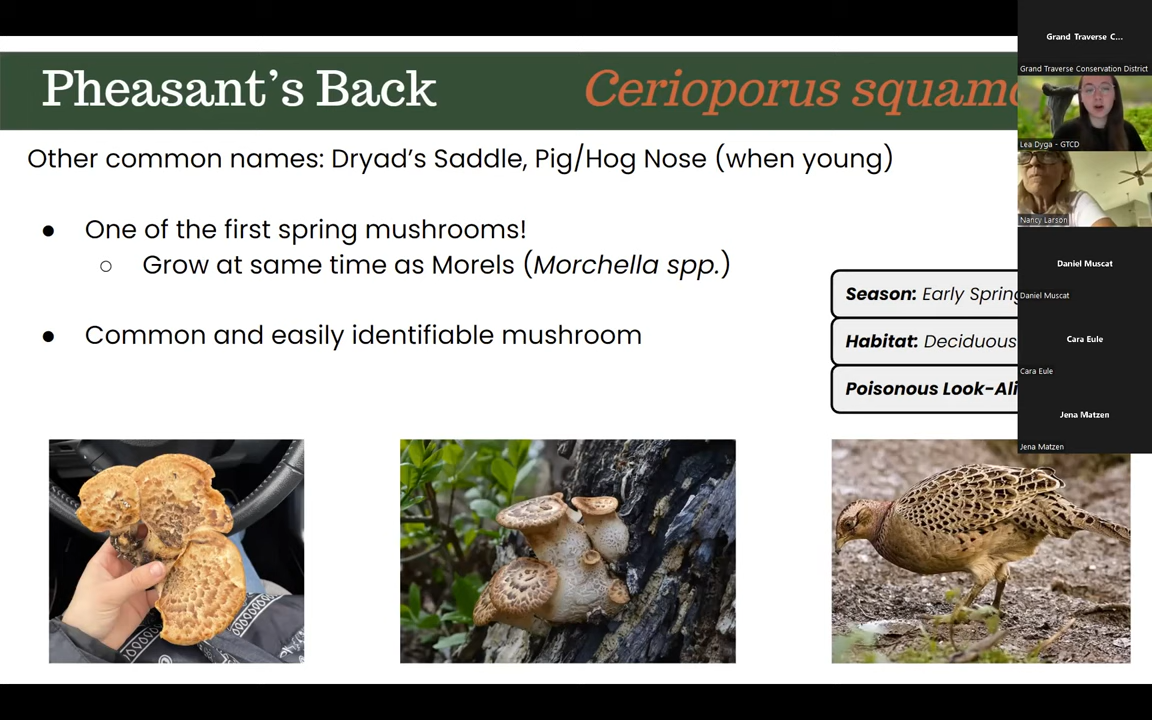 Pheasant's Back
Cerioporus squamo
Other common names: Dryad's Saddle, Pig/Hog Nose (when young)
● One of the first spring mushrooms!
○ Grow at same time as Morels (Morchella spp.)
● Common and easily identifiable mushroom
Season: Early Spring
Habitat: Deciduous
Poisonous Look-Ali
Grand Traverse C...
Grand Traverse Conservation District
Lea Dyga - GTCD
Nancy Larson
Daniel Muscat
Daniel Muscat
Cara Eule
Cara Eule
Jena Matzen
Jena Matzen